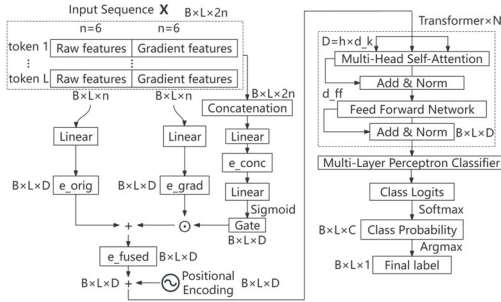 Input Sequence X B×L×2n
n=6 n=6
token 1 Raw features Gradient features
⋮ ⋮
token L Raw features Gradient features
B×L×n B×L×n B×L×2n
Concatenation
Linear Linear Linear
e_conc
B×L×D e_orig B×L×D e_grad Linear
Sigmoid
+ ⊙ Gate
B×L×D
e_fused B×L×D
B×L×D + Positional Encoding B×L×D
Transformer×N
D=h×d_k
Multi-Head Self-Attention
Add & Norm
d_ff
Feed Forward Network
Add & Norm B×L×D
Multi-Layer Perceptron Classifier
Class Logits
Softmax
B×L×C Class Probability
Argmax
B×L×1 Final label